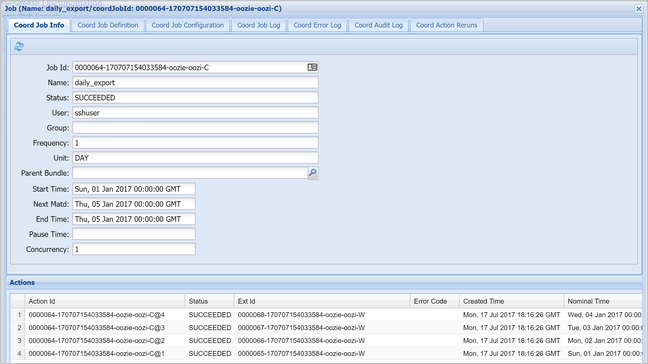 Job (Name: daily_export/coordJobId: 0000064-170707154033584-oozie-oozi-C)
Coord Job Info Coord Job Definition Coord Job Configuration Coord Job Log Coord Error Log Coord Audit Log Coord Action Reruns
Job Id: 0000064-170707154033584-oozie-oozi-C
Name: daily_export
Status: SUCCEEDED
User: sshuser
Group:
Frequency: 1
Unit: DAY
Parent Bundle:
Start Time: Sun, 01 Jan 2017 00:00:00 GMT
Next Matd: Thu, 05 Jan 2017 00:00:00 GMT
End Time: Thu, 05 Jan 2017 00:00:00 GMT
Pause Time:
Concurrency: 1
Actions
Action Id Status Ext Id Error Code Created Time Nominal Time
1 0000064-170707154033584-oozie-oozi-C@4 SUCCEEDED 0000068-170707154033584-oozie-oozi-W Mon, 17 Jul 2017 18:16:26 GMT Wed, 04 Jan 2017 00:00
2 0000064-170707154033584-oozie-oozi-C@3 SUCCEEDED 0000067-170707154033584-oozie-oozi-W Mon, 17 Jul 2017 18:16:26 GMT Tue, 03 Jan 2017 00:00:
3 0000064-170707154033584-oozie-oozi-C@2 SUCCEEDED 0000066-170707154033584-oozie-oozi-W Mon, 17 Jul 2017 18:16:26 GMT Mon, 02 Jan 2017 00:00
4 0000064-170707154033584-oozie-oozi-C@1 SUCCEEDED 0000065-170707154033584-oozie-oozi-W Mon, 17 Jul 2017 18:16:26 GMT Sun, 01 Jan 2017 00:00: